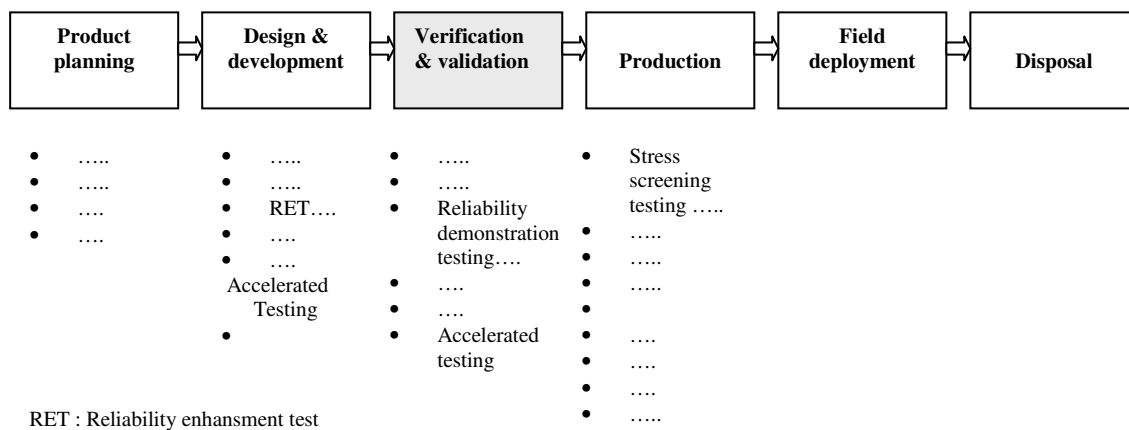 Product
planning
Design &
development
Verification
& validation
Production
Field
deployment
Disposal
• …..
• …..
• ….
• ….
• …..
• …..
• RET….
• ….
• ….
Accelerated
Testing
•
• …..
• …..
• Reliability
demonstration
testing….
• ….
• ….
• Accelerated
testing
• Stress
screening
testing …..
• …..
• …..
• …..
•
• ….
• ….
• ….
• …..
RET : Reliability enhansment test